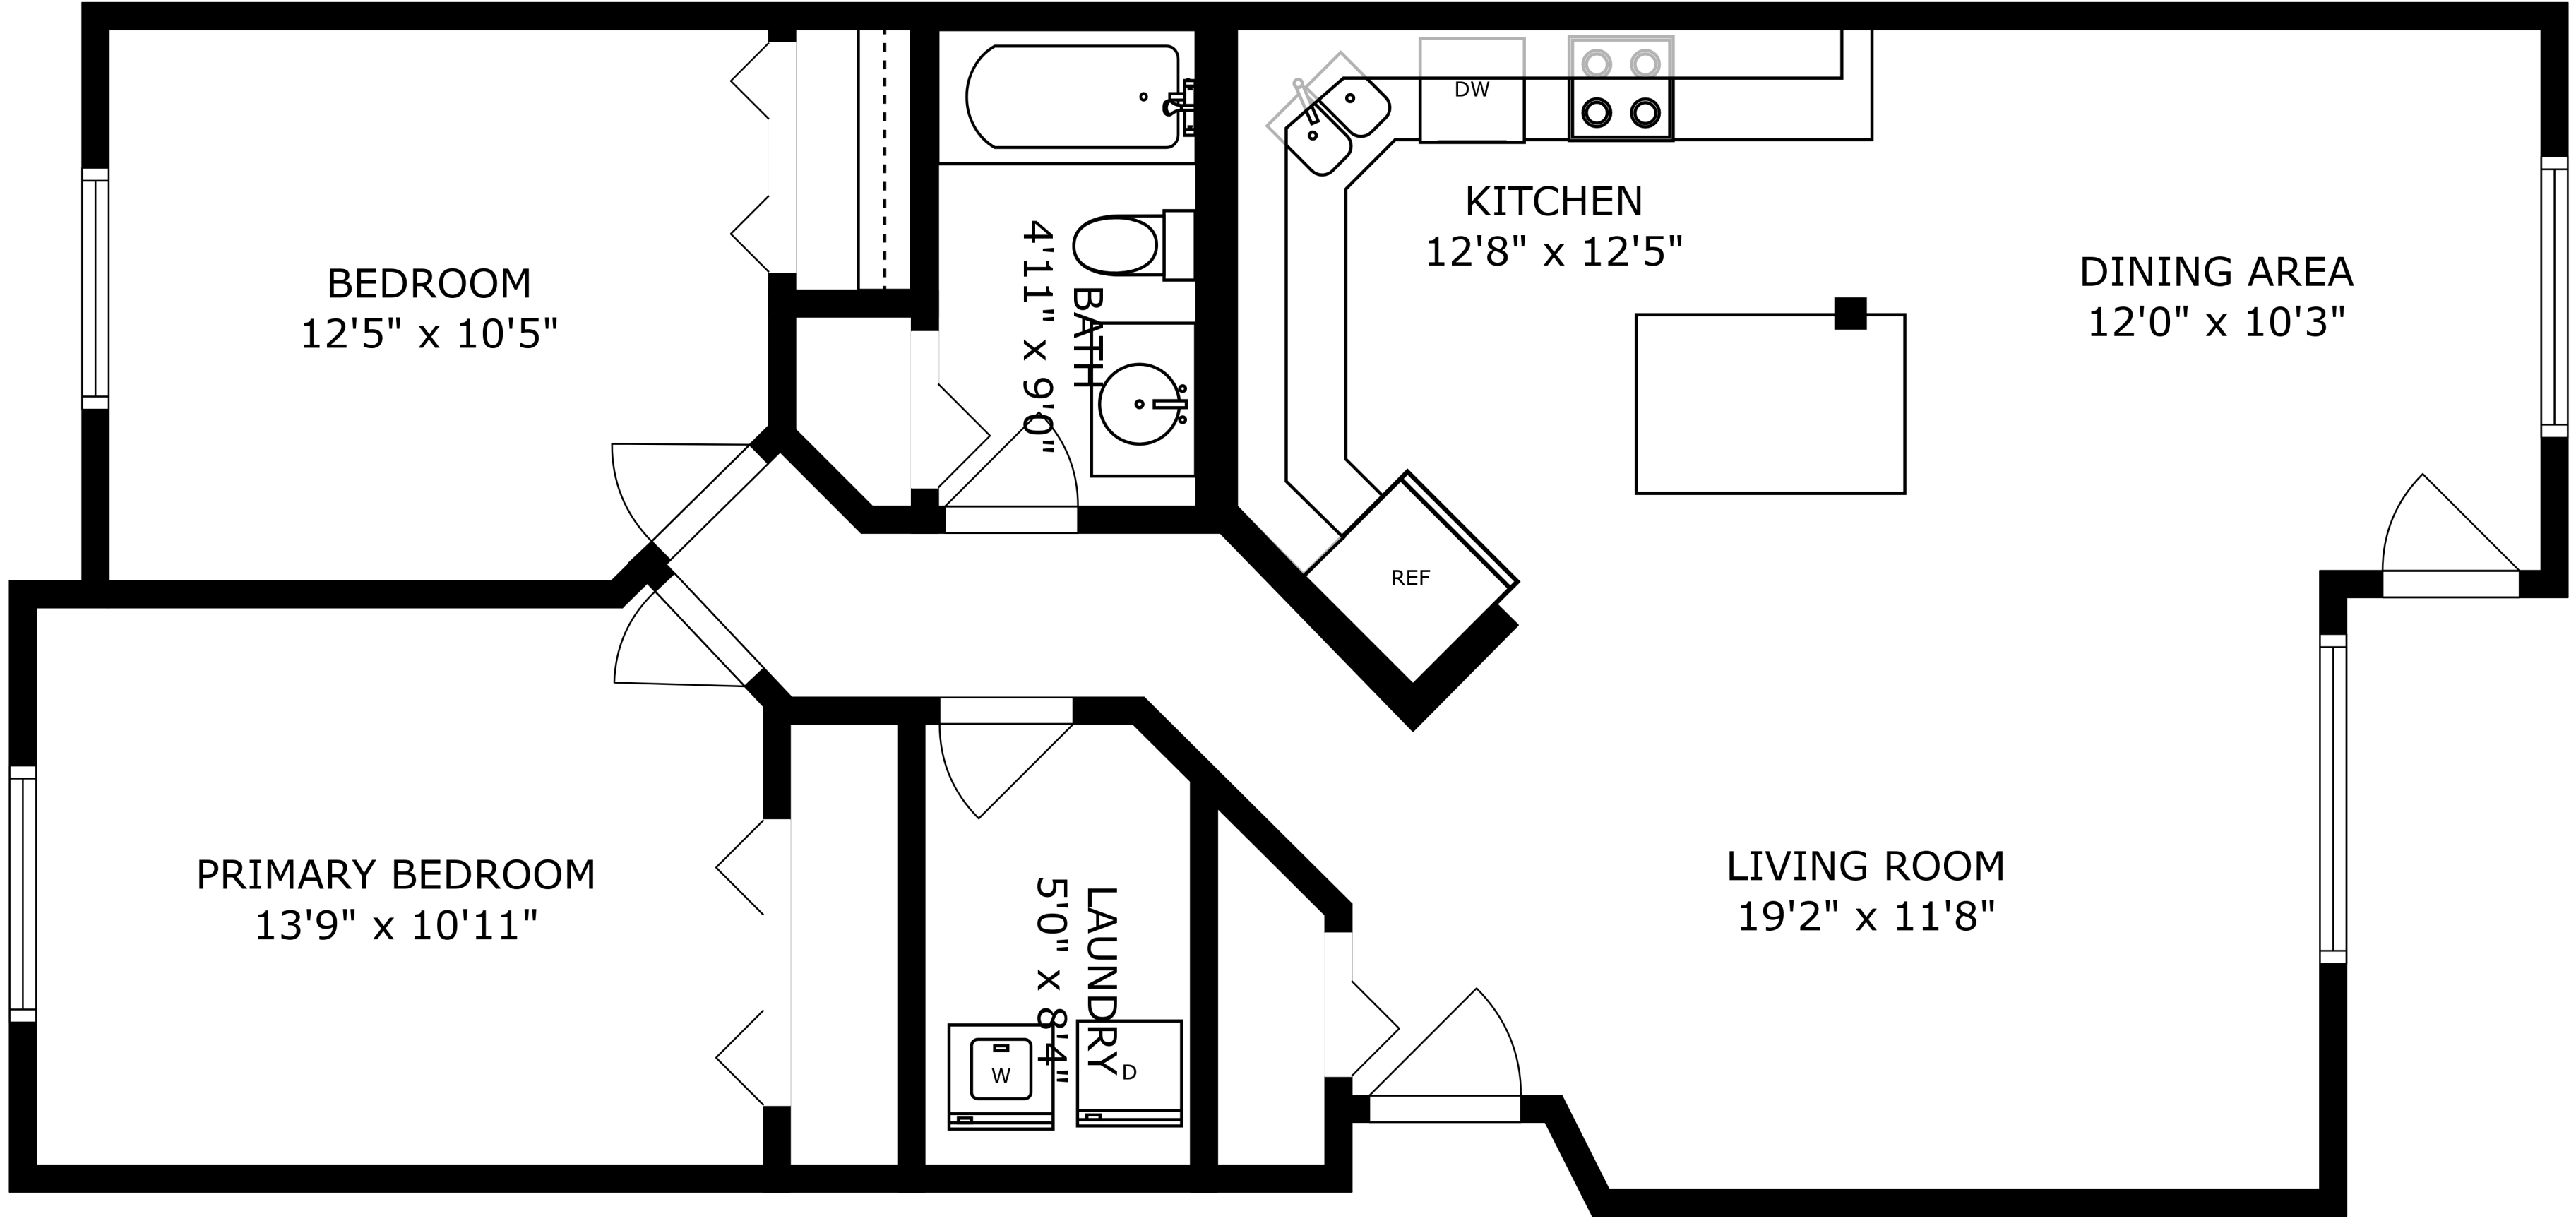 BEDROOM
12'5" x 10'5"
BATH
4'11" x 9'0"
DW
KITCHEN
12'8" x 12'5"
DINING AREA
12'0" x 10'3"
REF
PRIMARY BEDROOM
13'9" x 10'11"
LAUNDRY
5'0" x 8'4"
W
D
LIVING ROOM
19'2" x 11'8"